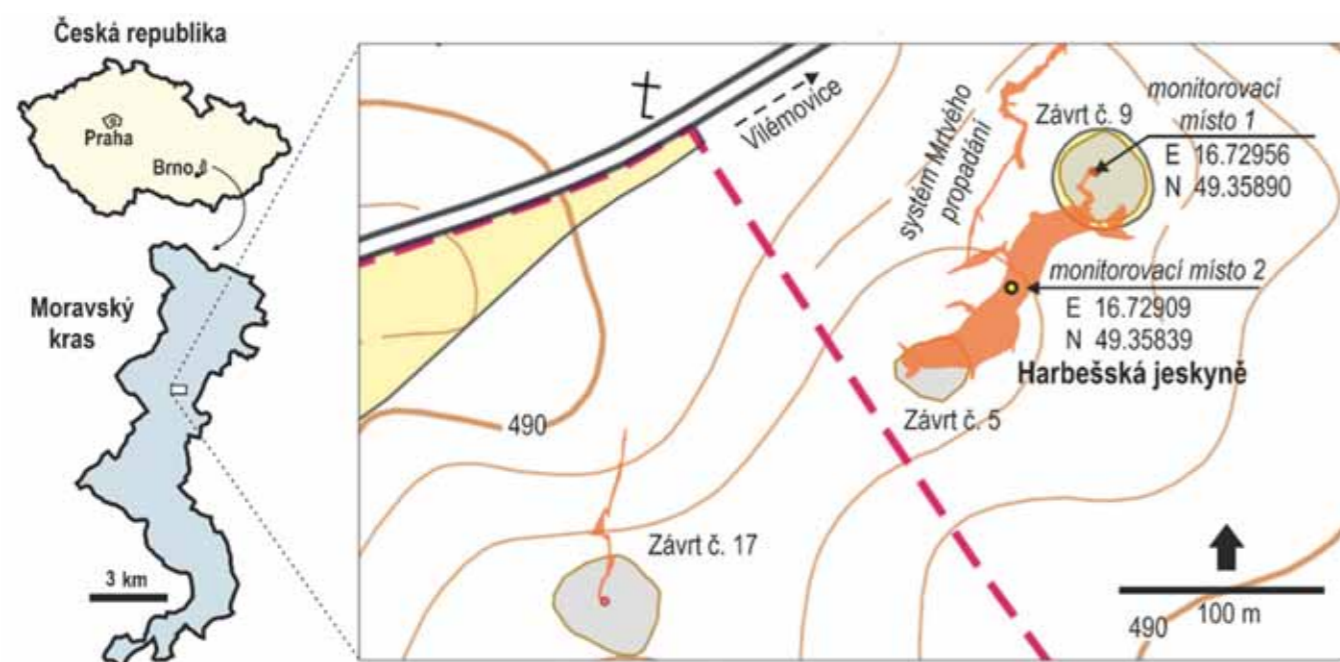 Česká republika
Praha
Brno
Moravský
kras
3 km
Vilémovice
systém Mrtvého
propadání
Závrt č. 9
monitorovací
místo 1
E 16.72956
N 49.35890
monitorovací místo 2
E 16.72909
N 49.35839
Harbešská jeskyně
Závrt č. 5
490
Závrt č. 17
100 m
490